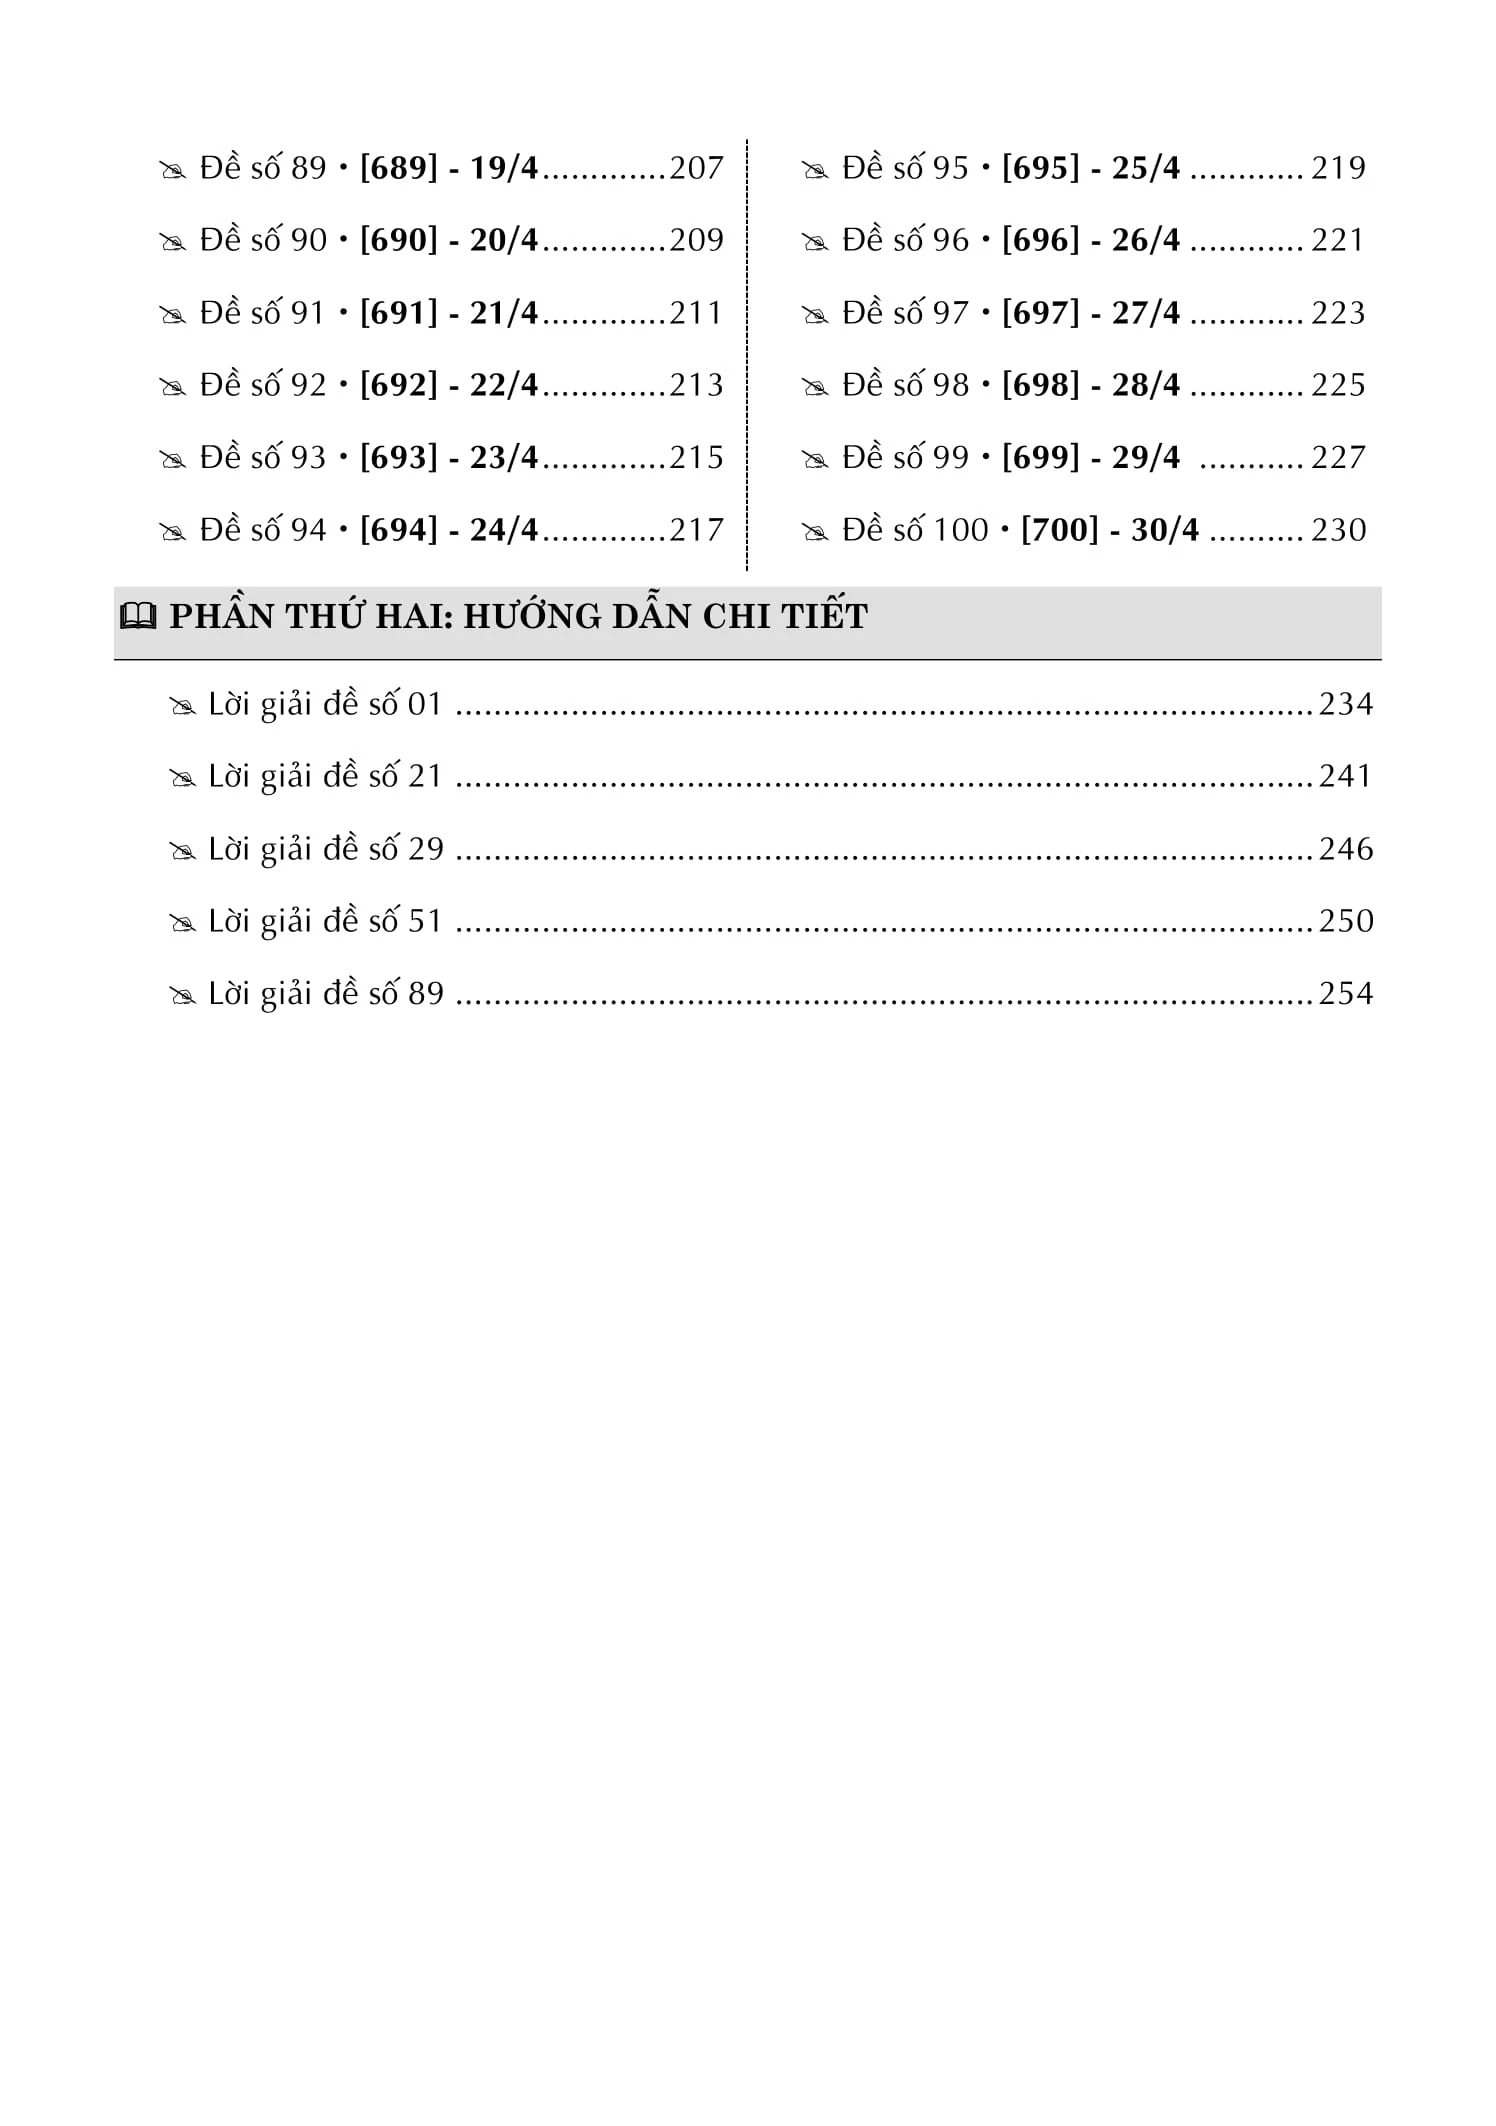 Đề số 89 • [689] - 19/4.............207
Đề số 90 • [690] - 20/4.............209
Đề số 91 • [691] - 21/4.............211
Đề số 92 • [692] - 22/4.............213
Đề số 93 • [693] - 23/4.............215
Đề số 94 • [694] - 24/4.............217
Đề số 95 • [695] - 25/4 ............ 219
Đề số 96 • [696] - 26/4 ............ 221
Đề số 97 • [697] - 27/4 ............ 223
Đề số 98 • [698] - 28/4 ............ 225
Đề số 99 • [699] - 29/4 ........... 227
Đề số 100 • [700] - 30/4 .......... 230
PHẦN THỨ HAI: HƯỚNG DẪN CHI TIẾT
Lời giải đề số 01 .........................................................................................234
Lời giải đề số 21 .........................................................................................241
Lời giải đề số 29 .........................................................................................246
Lời giải đề số 51 .........................................................................................250
Lời giải đề số 89 .........................................................................................254